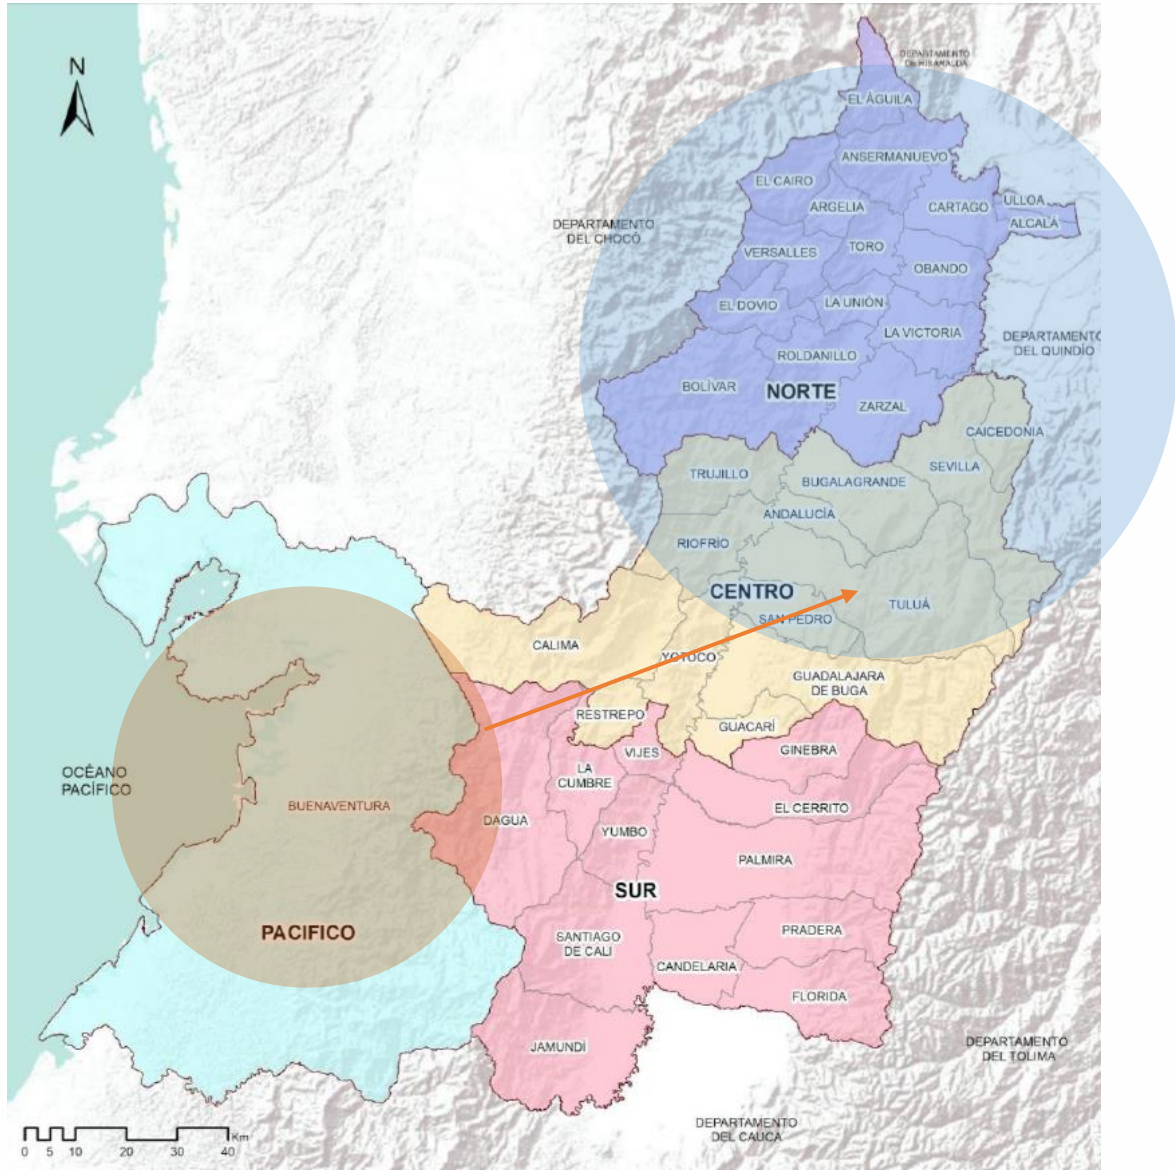 N
DEPARTAMENTO
DE RISARALDA
EL ÁGUILA
ANSERMANUEVO
EL CAIRO
ARGELIA
CARTAGO
ULLOA
ALCALÁ
DEPARTAMENTO
DEL CHOCÓ
VERSALLES
TORO
OBANDO
EL DOVIO
LA UNIÓN
LA VICTORIA
DEPARTAMENTO
DEL QUINDÍO
ROLDANILLO
BOLÍVAR
NORTE
ZARZAL
CAICEDONIA
SEVILLA
TRUJILLO
BUGALAGRANDE
ANDALUCÍA
RIOFRÍO
CENTRO
TULUÁ
SAN PEDRO
CALIMA
YOTOCO
GUADALAJARA
DE BUGA
RESTREPO
GUACARÍ
GINEBRA
VIJES
LA
CUMBRE
OCÉANO
PACÍFICO
BUENAVENTURA
EL CERRITO
DAGUA
YUMBO
PALMIRA
SUR
PACIFICO
SANTIAGO
DE CALI
PRADERA
CANDELARIA
FLORIDA
JAMUNDÍ
DEPARTAMENTO
DEL TOLIMA
DEPARTAMENTO
DEL CAUCA
Km
0 5 10 20 30 40